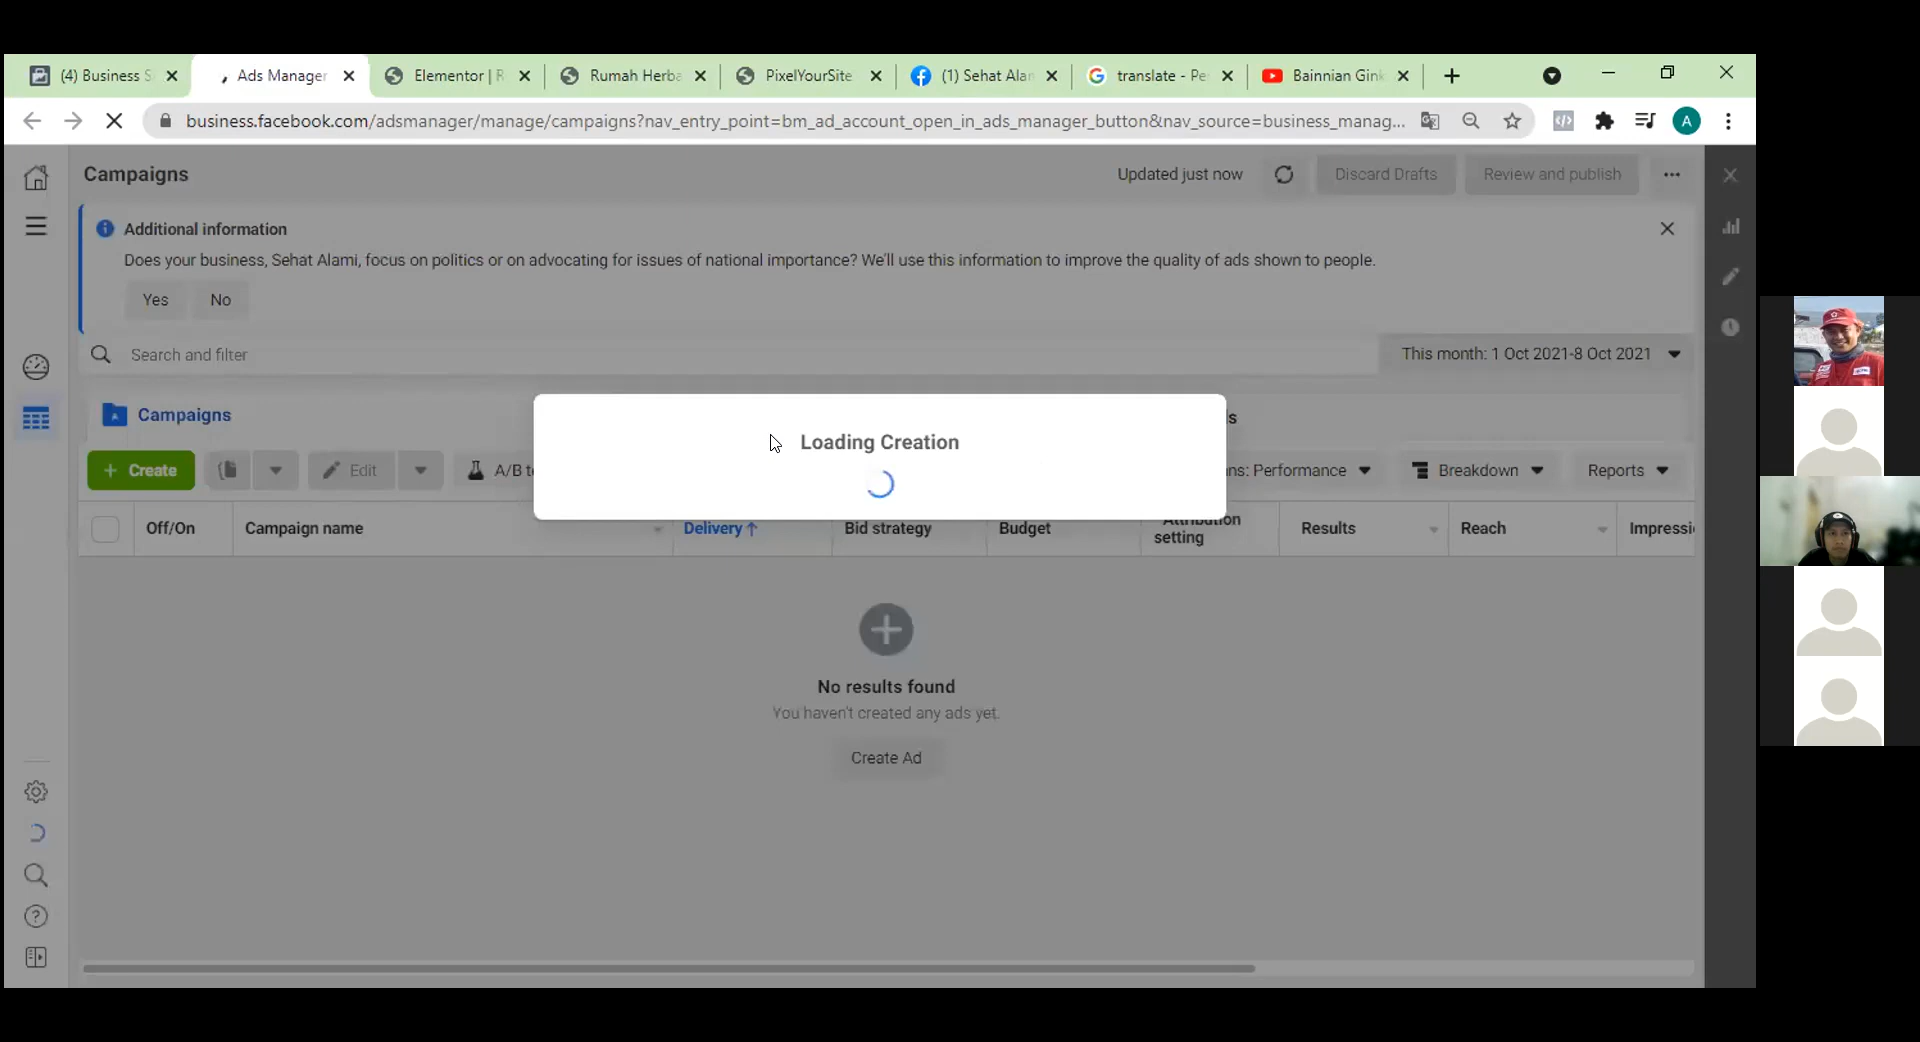 (4) Business S
Ads Manager
Elementor | R
Rumah Herba
PixelYourSite
(1) Sehat Alan
translate - Pe
Bainnian Gink
business.facebook.com/adsmanager/manage/campaigns?nav_entry_point=bm_ad_account_open_in_ads_manager_button&nav_source=business_manag...
A
Campaigns
Updated just now
Discard Drafts
Review and publish
Additional information
Does your business, Sehat Alami, focus on politics or on advocating for issues of national importance? We'll use this information to improve the quality of ads shown to people.
Yes
No
Search and filter
This month: 1 Oct 2021-8 Oct 2021
Campaigns
s
Loading Creation
+ Create
Edit
A/B te
ns: Performance
Breakdown
Reports
Off/On
Campaign name
Delivery ↑
Bid strategy
Budget
Attribution
setting
Results
Reach
Impressi
No results found
You haven't created any ads yet.
Create Ad